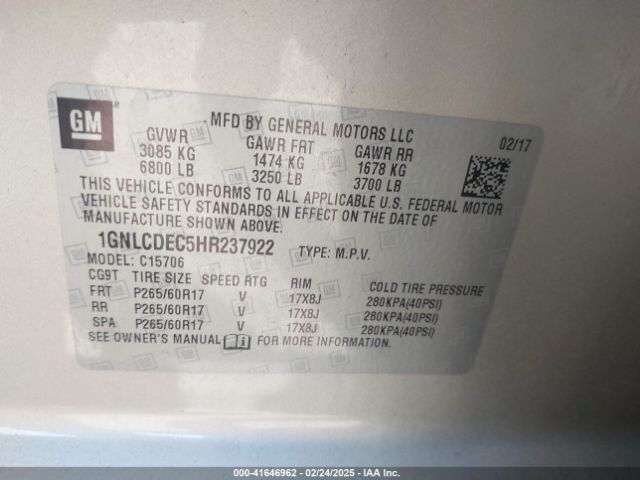 GM
MFD BY GENERAL MOTORS LLC
02/17
GVWR GAWR FRT GAWR RR
3085 KG 1474 KG 1678 KG
6800 LB 3250 LB 3700 LB
THIS VEHICLE CONFORMS TO ALL APPLICABLE U.S. FEDERAL MOTOR
VEHICLE SAFETY STANDARDS IN EFFECT ON THE DATE OF
MANUFACTURE SHOWN ABOVE.
1GNLCDEC5HR237922 TYPE: M.P.V.
MODEL: C15706
CG9T TIRE SIZE SPEED RTG RIM COLD TIRE PRESSURE
FRT P265/60R17 V 17X8J 280KPA(40PSI)
RR P265/60R17 V 17X8J 280KPA(40PSI)
SPA P265/60R17 V 17X8J 280KPA(40PSI)
SEE OWNER'S MANUAL FOR MORE INFORMATION.
000-41646962 - 02/24/2025 - IAA Inc.